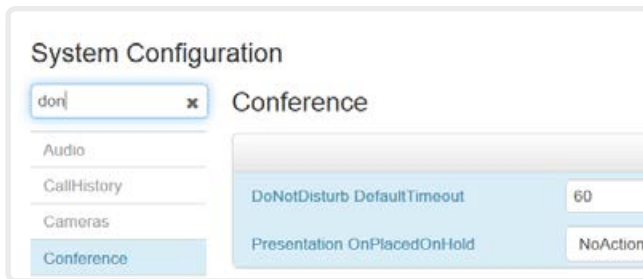 System Configuration
don
Conference
Audio
CallHistory
Cameras
Conference
DoNotDisturb DefaultTimeout
60
Presentation OnPlacedOnHold
NoAction